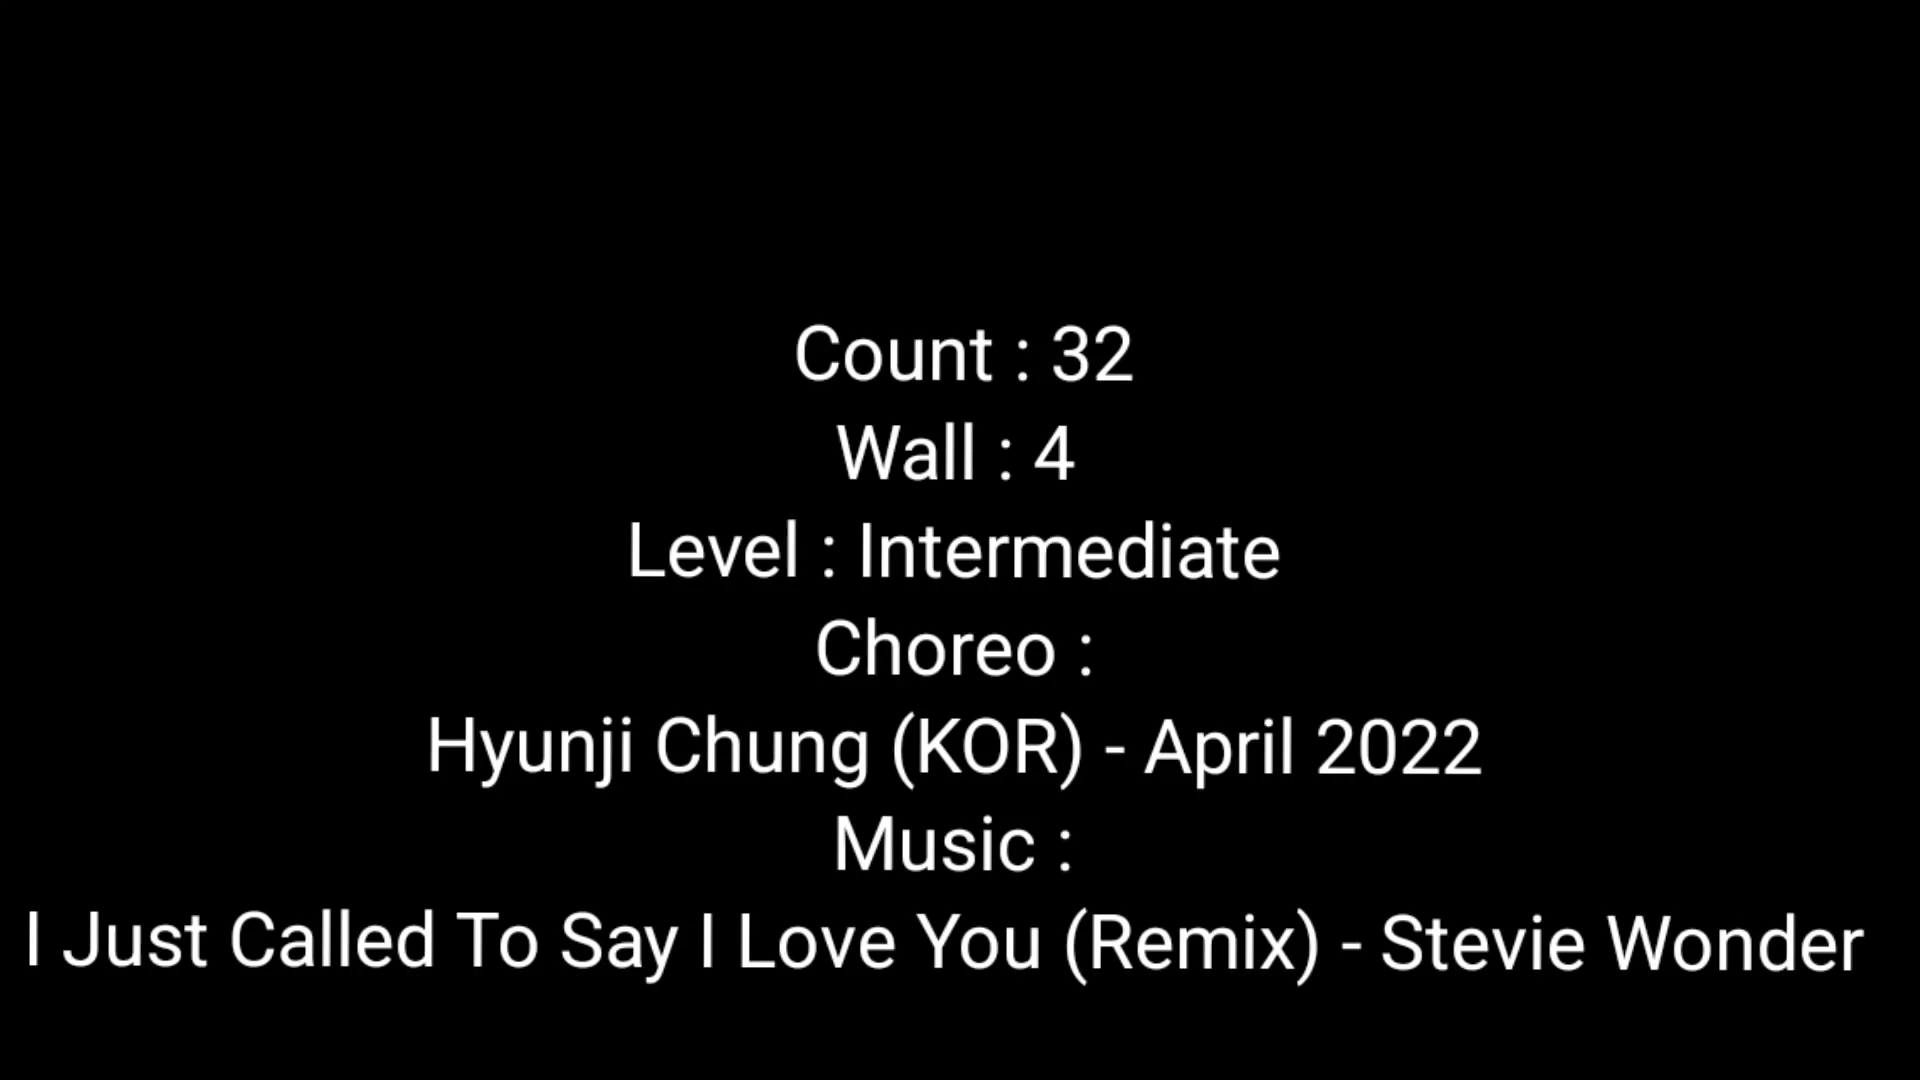 Count : 32
Wall : 4
Level : Intermediate
Choreo :
Hyunji Chung (KOR) - April 2022
Music :
I Just Called To Say I Love You (Remix) - Stevie Wonder